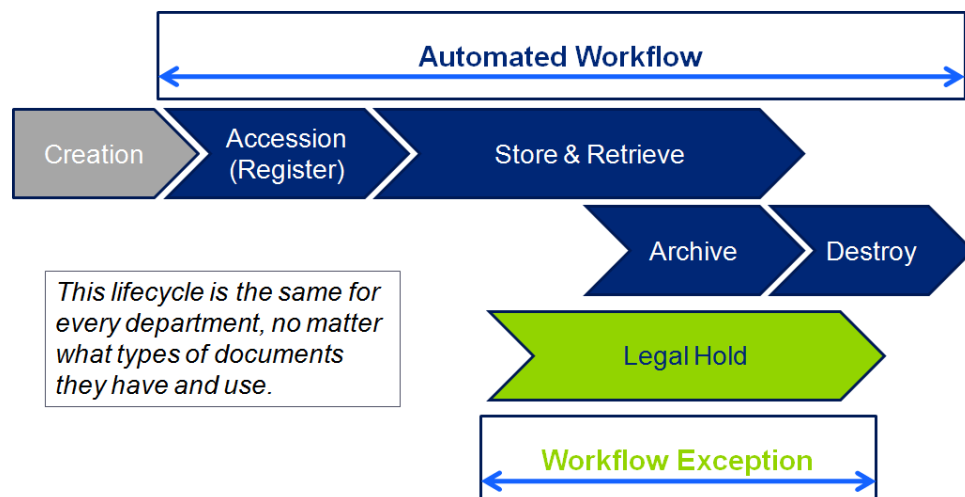 Automated Workflow
Creation
Accession
(Register)
Store & Retrieve
Archive
Destroy
This lifecycle is the same for
every department, no matter
what types of documents
they have and use.
Legal Hold
Workflow Exception